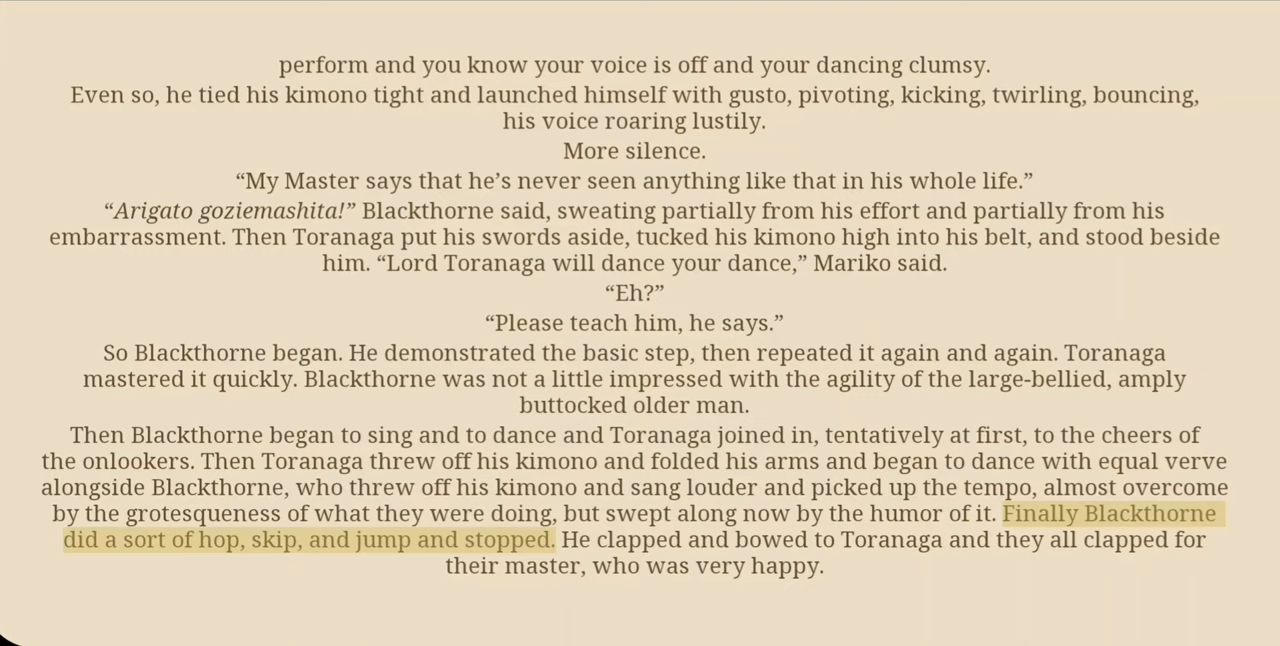 perform and you know your voice is off and your dancing clumsy.
Even so, he tied his kimono tight and launched himself with gusto, pivoting, kicking, twirling, bouncing,
his voice roaring lustily.
More silence.
“My Master says that he’s never seen anything like that in his whole life.”
“Arigato goziemashita!” Blackthorne said, sweating partially from his effort and partially from his
embarrassment. Then Toranaga put his swords aside, tucked his kimono high into his belt, and stood beside
him. “Lord Toranaga will dance your dance,” Mariko said.
“Eh?”
“Please teach him, he says.”
So Blackthorne began. He demonstrated the basic step, then repeated it again and again. Toranaga
mastered it quickly. Blackthorne was not a little impressed with the agility of the large-bellied, amply
buttocked older man.
Then Blackthorne began to sing and to dance and Toranaga joined in, tentatively at first, to the cheers of
the onlookers. Then Toranaga threw off his kimono and folded his arms and began to dance with equal verve
alongside Blackthorne, who threw off his kimono and sang louder and picked up the tempo, almost overcome
by the grotesqueness of what they were doing, but swept along now by the humor of it. Finally Blackthorne
did a sort of hop, skip, and jump and stopped. He clapped and bowed to Toranaga and they all clapped for
their master, who was very happy.